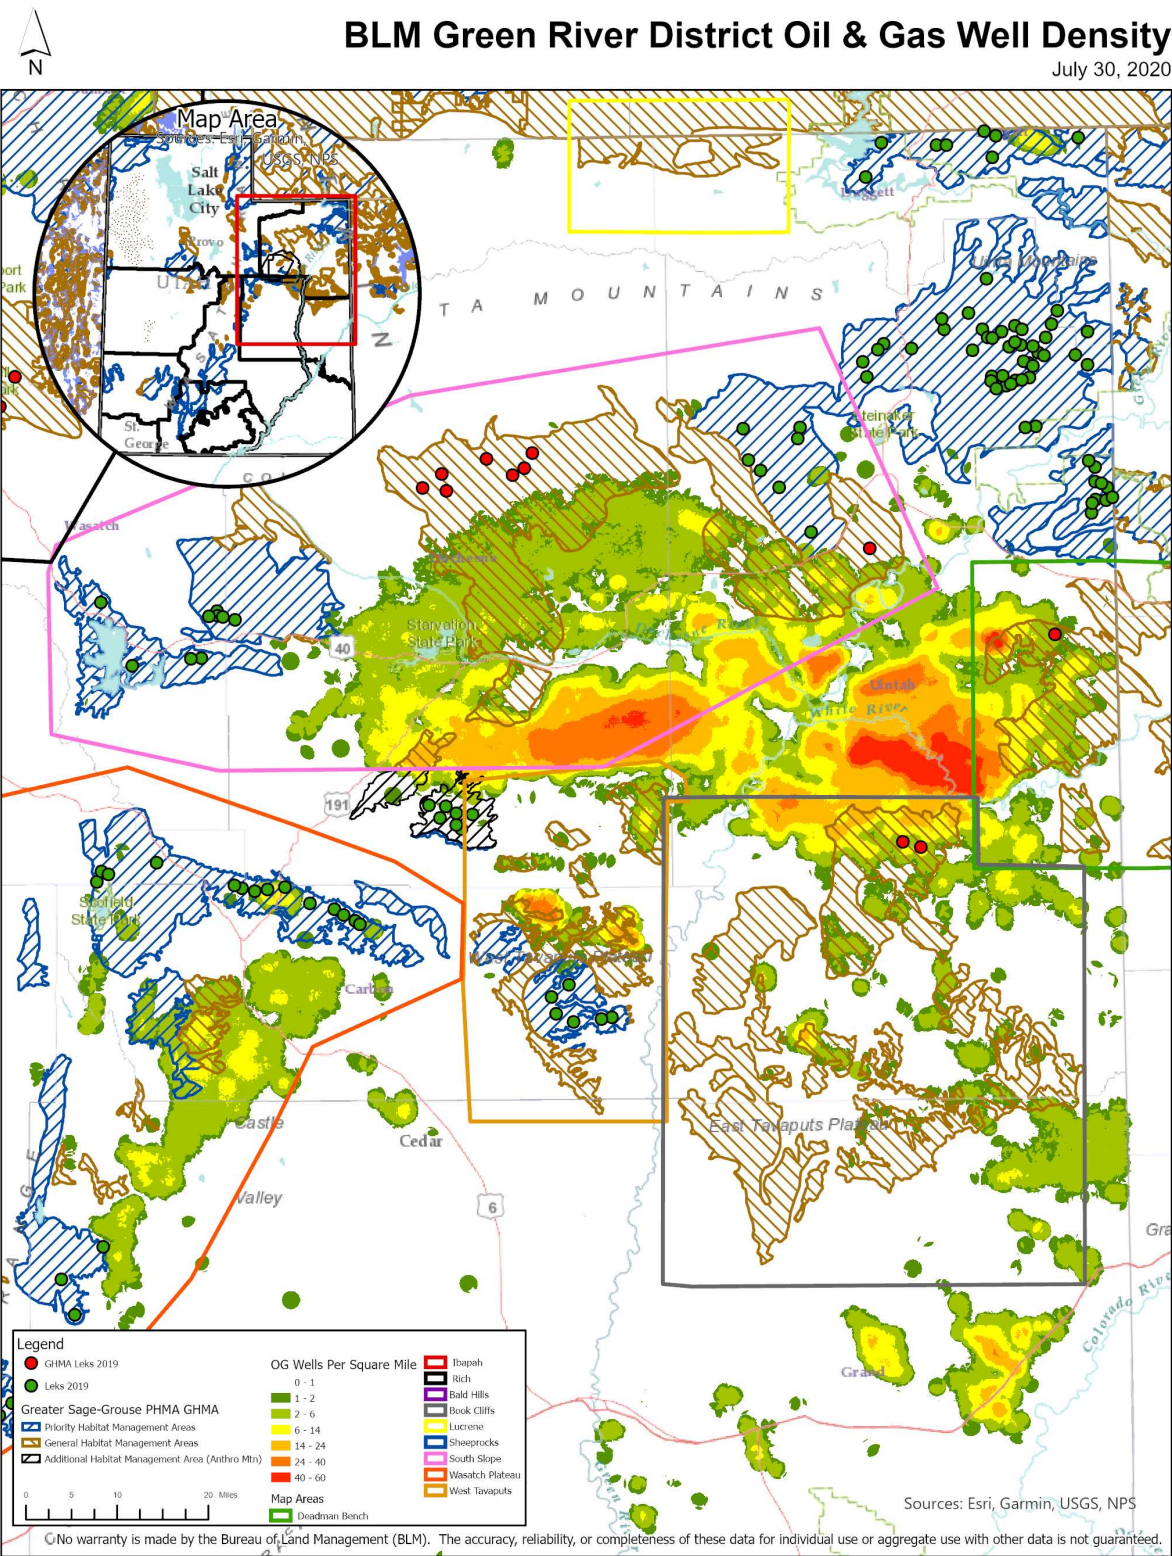 BLM Green River District Oil & Gas Well Density
July 30, 2020
N
Map Area
Sources: Esri, Garmin,
USGS, NPS
Salt
Lake
City
Provo
UTAH
St.
George
Daggett
Uinta Mountains
T A M O U N T A I N S
N
Steinaker
State Park
Wasatch
Duchesne
Starvation
State Park
40
Duchesne River
Uintah
White River
191
Scofield
State Park
Carbon
West Tavaputs Plateau
East Tavaputs Plateau
Castle
Valley
Cedar
6
Gra
Colorado Rive
Grand
Green River
Legend
GHMA Leks 2019
Leks 2019
Greater Sage-Grouse PHMA GHMA
Priority Habitat Management Areas
General Habitat Management Areas
Additional Habitat Management Area (Anthro Mtn)
0 5 10 20 Miles
OG Wells Per Square Mile
0 - 1
1 - 2
2 - 6
6 - 14
14 - 24
24 - 40
40 - 60
Map Areas
Deadman Bench
Ibapah
Rich
Bald Hills
Book Cliffs
Lucrene
Sheeprocks
South Slope
Wasatch Plateau
West Tavaputs
Sources: Esri, Garmin, USGS, NPS
No warranty is made by the Bureau of Land Management (BLM). The accuracy, reliability, or completeness of these data for individual use or aggregate use with other data is not guaranteed.